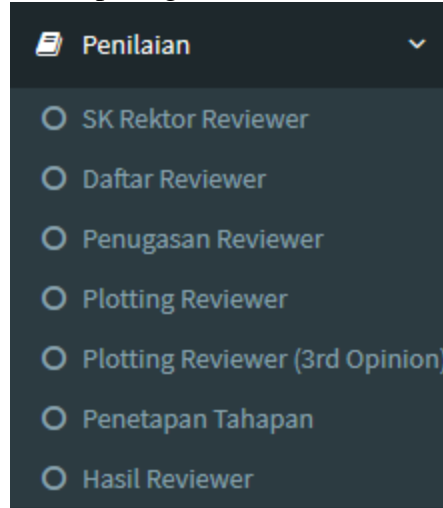 Penilaian
SK Rektor Reviewer
Daftar Reviewer
Penugasan Reviewer
Plotting Reviewer
Plotting Reviewer (3rd Opinion)
Penetapan Tahapan
Hasil Reviewer